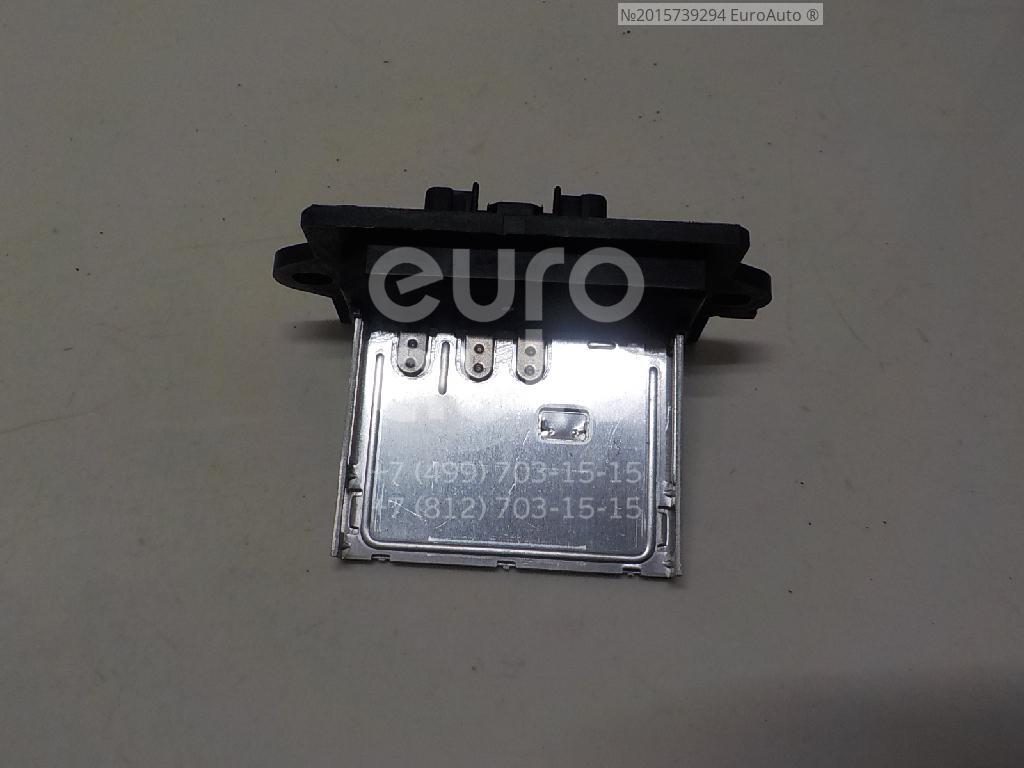 №2015739294 EuroAuto ®
euro
+7 (499) 703-15-15
+7 (812) 703-15-15